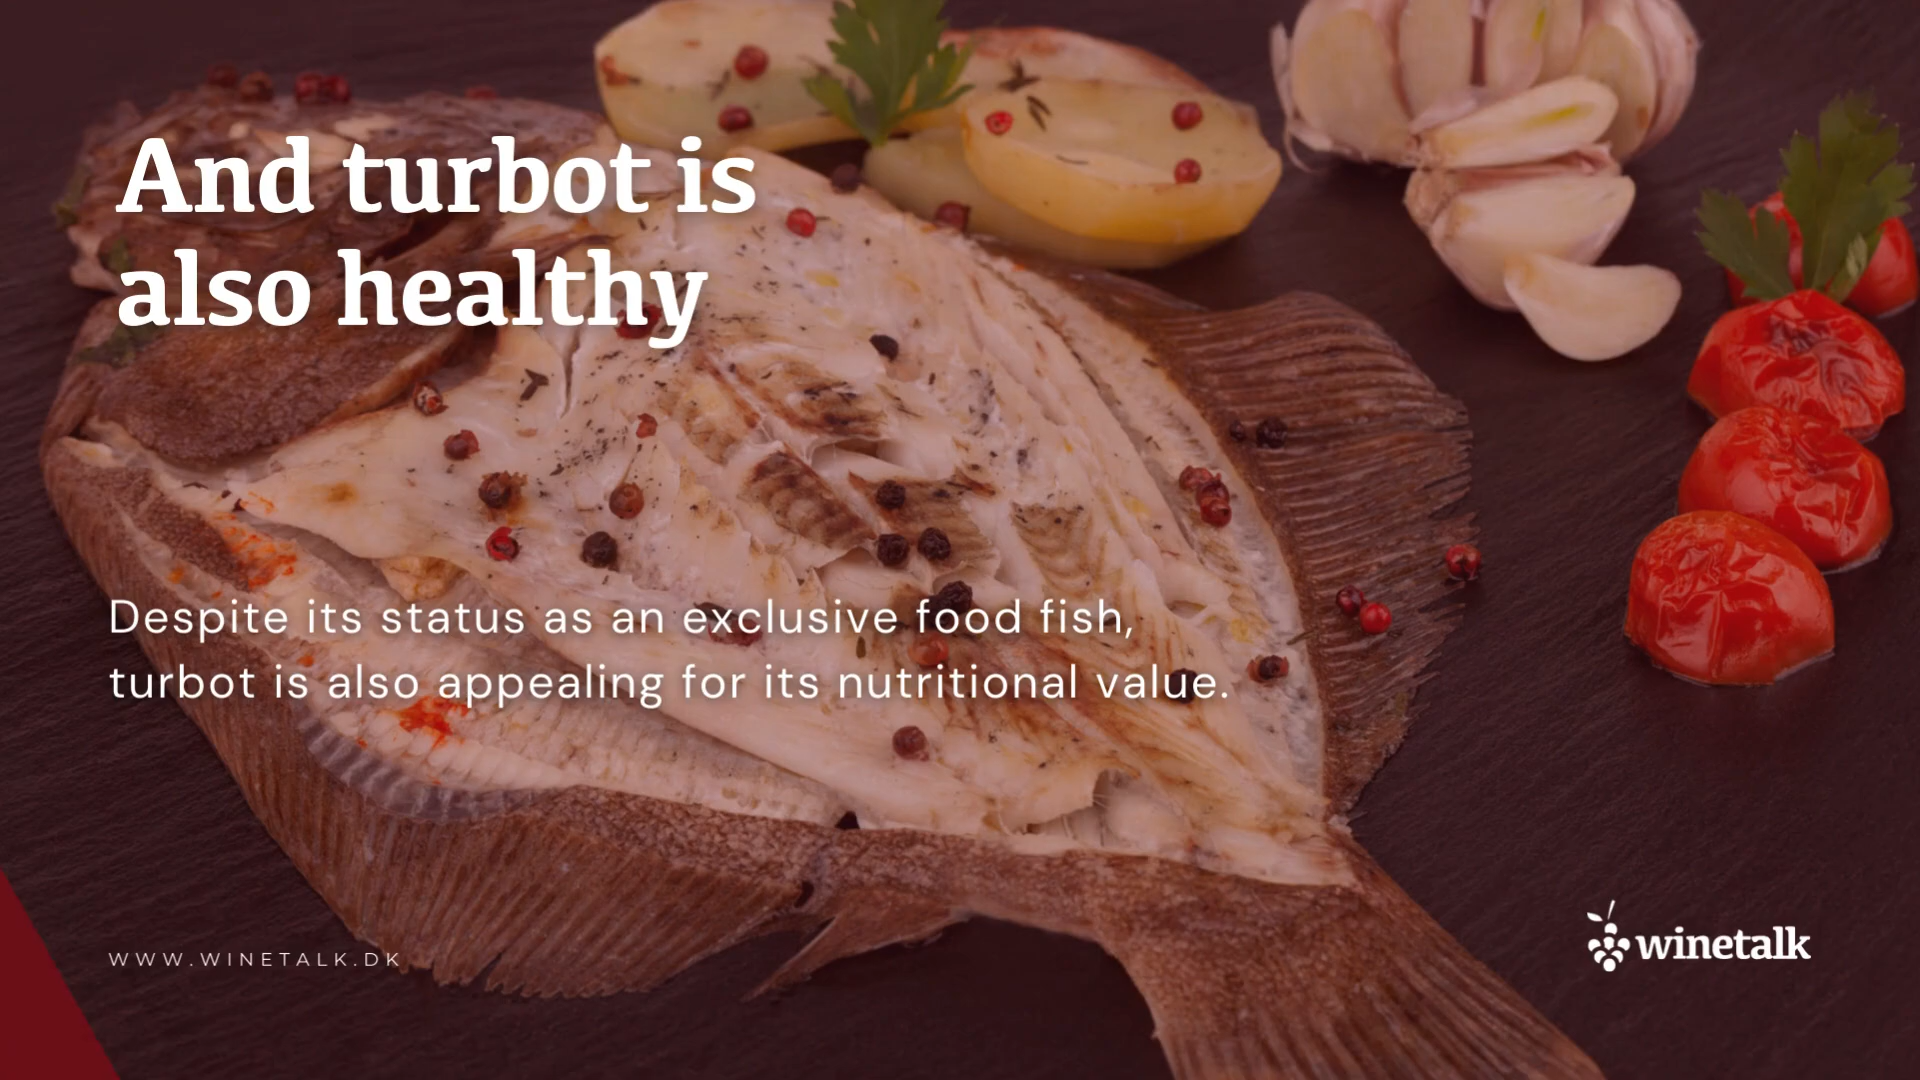 And turbot is
also healthy
Despite its status as an exclusive food fish,
turbot is also appealing for its nutritional value.
WWW.WINETALK.DK
winetalk